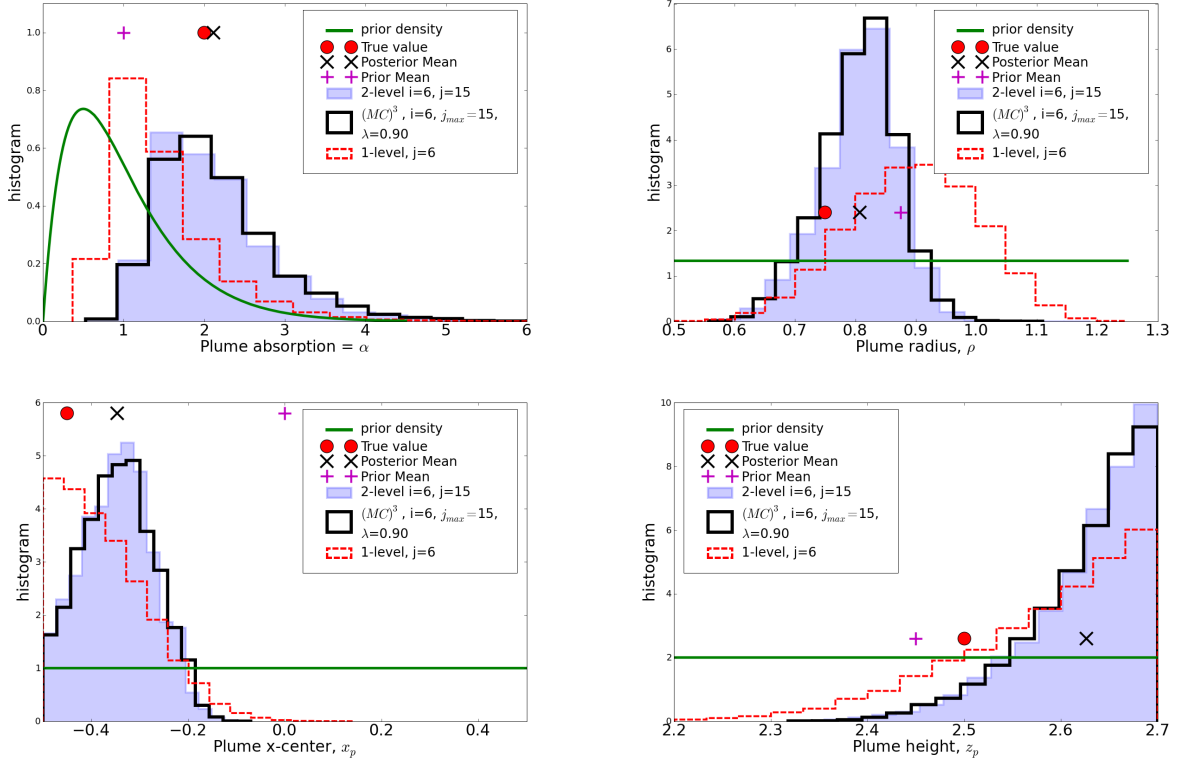 1.0
0.8
0.6
0.4
0.2
0.0
histogram
prior density
True value
Posterior Mean
Prior Mean
2-level i=6, j=15
(MC)³ , i=6, j_max=15,
λ=0.90
1-level, j=6
0 1 2 3 4 5 6
Plume absorption = α
7
6
5
4
3
2
1
0
histogram
prior density
True value
Posterior Mean
Prior Mean
2-level i=6, j=15
(MC)³ , i=6, j_max=15,
λ=0.90
1-level, j=6
0.5 0.6 0.7 0.8 0.9 1.0 1.1 1.2 1.3
Plume radius, ρ
6
5
4
3
2
1
0
histogram
prior density
True value
Posterior Mean
Prior Mean
2-level i=6, j=15
(MC)³ , i=6, j_max=15,
λ=0.90
1-level, j=6
−0.4 −0.2 0.0 0.2 0.4
Plume x-center, x_p
10
8
6
4
2
0
histogram
prior density
True value
Posterior Mean
Prior Mean
2-level i=6, j=15
(MC)³ , i=6, j_max=15,
λ=0.90
1-level, j=6
2.2 2.3 2.4 2.5 2.6 2.7
Plume height, z_p